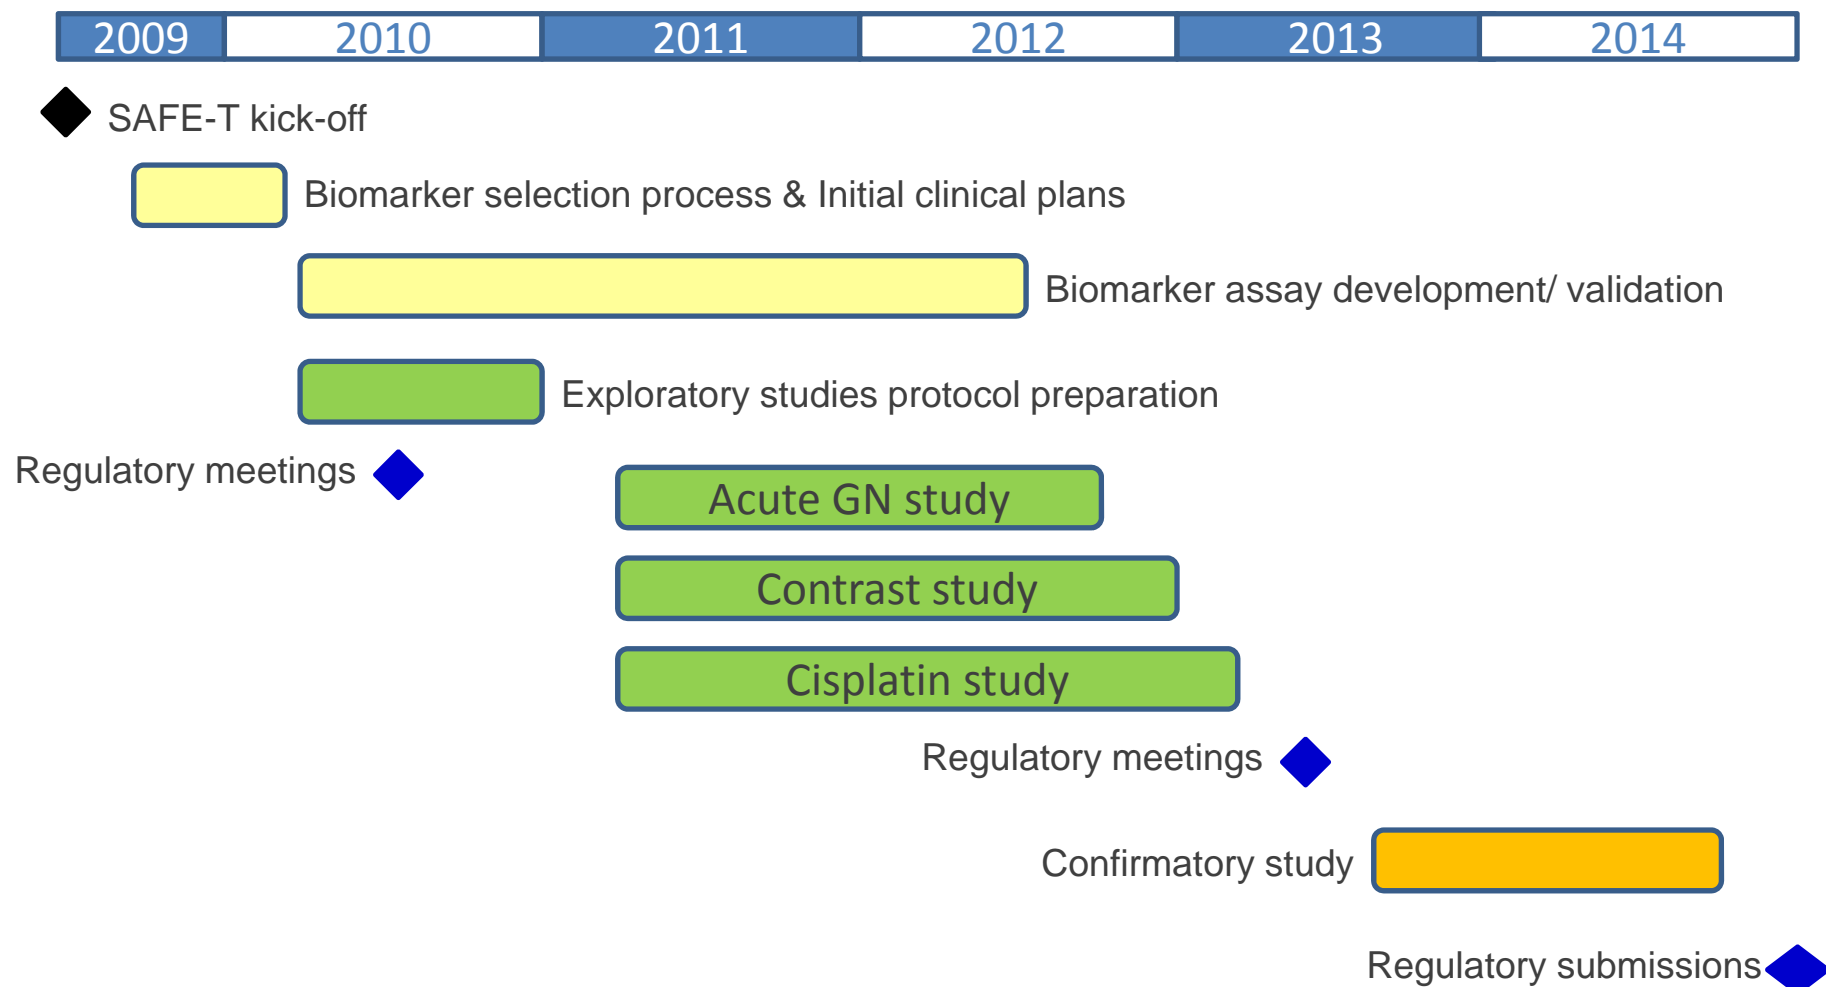 2009 2010 2011 2012 2013 2014
SAFE-T kick-off
Biomarker selection process & Initial clinical plans
Biomarker assay development/ validation
Exploratory studies protocol preparation
Regulatory meetings
Acute GN study
Contrast study
Cisplatin study
Regulatory meetings
Confirmatory study
Regulatory submissions